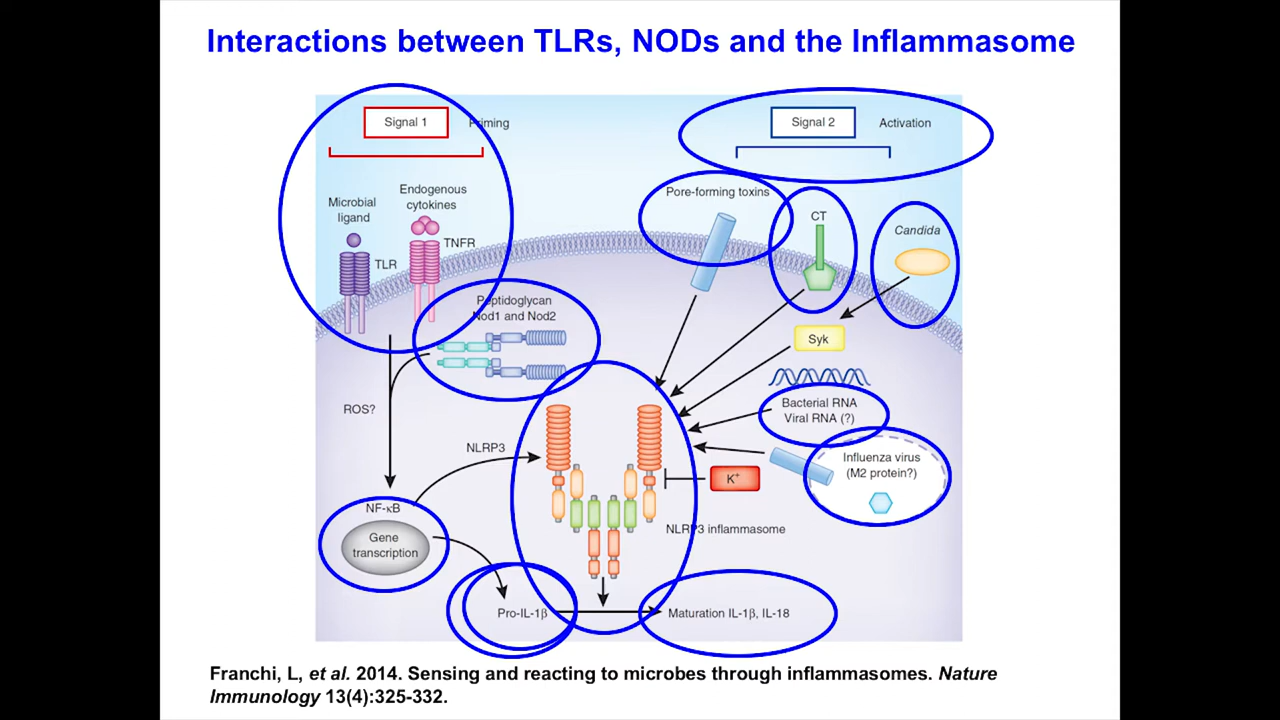 Interactions between TLRs, NODs and the Inflammasome
Signal 1
Priming
Signal 2
Activation
Microbial
ligand
Endogenous
cytokines
TLR
TNFR
Pore-forming toxins
CT
Candida
Peptidoglycan
Nod1 and Nod2
Syk
ROS?
Bacterial RNA
Viral RNA (?)
NLRP3
Influenza virus
(M2 protein?)
K+
NF-κB
Gene
transcription
NLRP3 inflammasome
Pro-IL-1β
Maturation IL-1β, IL-18
Franchi, L, et al. 2014. Sensing and reacting to microbes through inflammasomes. Nature
Immunology 13(4):325-332.